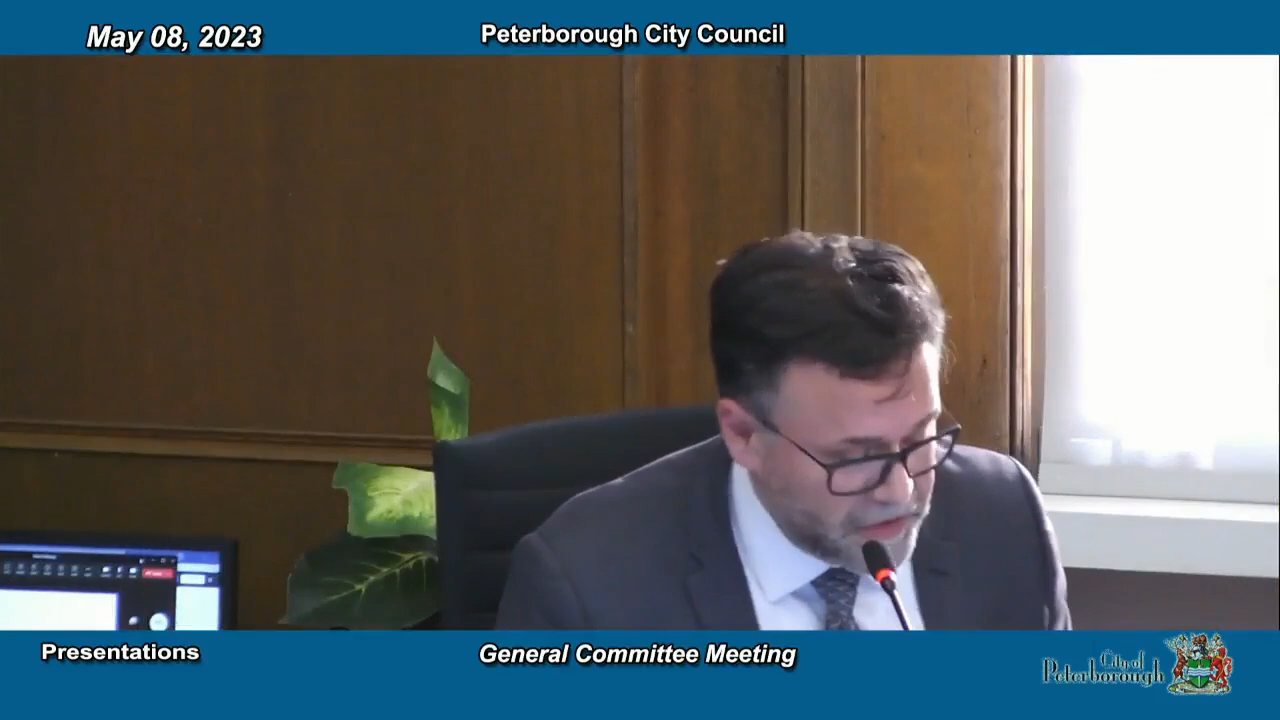 May 08, 2023
Peterborough City Council
Presentations
General Committee Meeting
City of
Peterborough